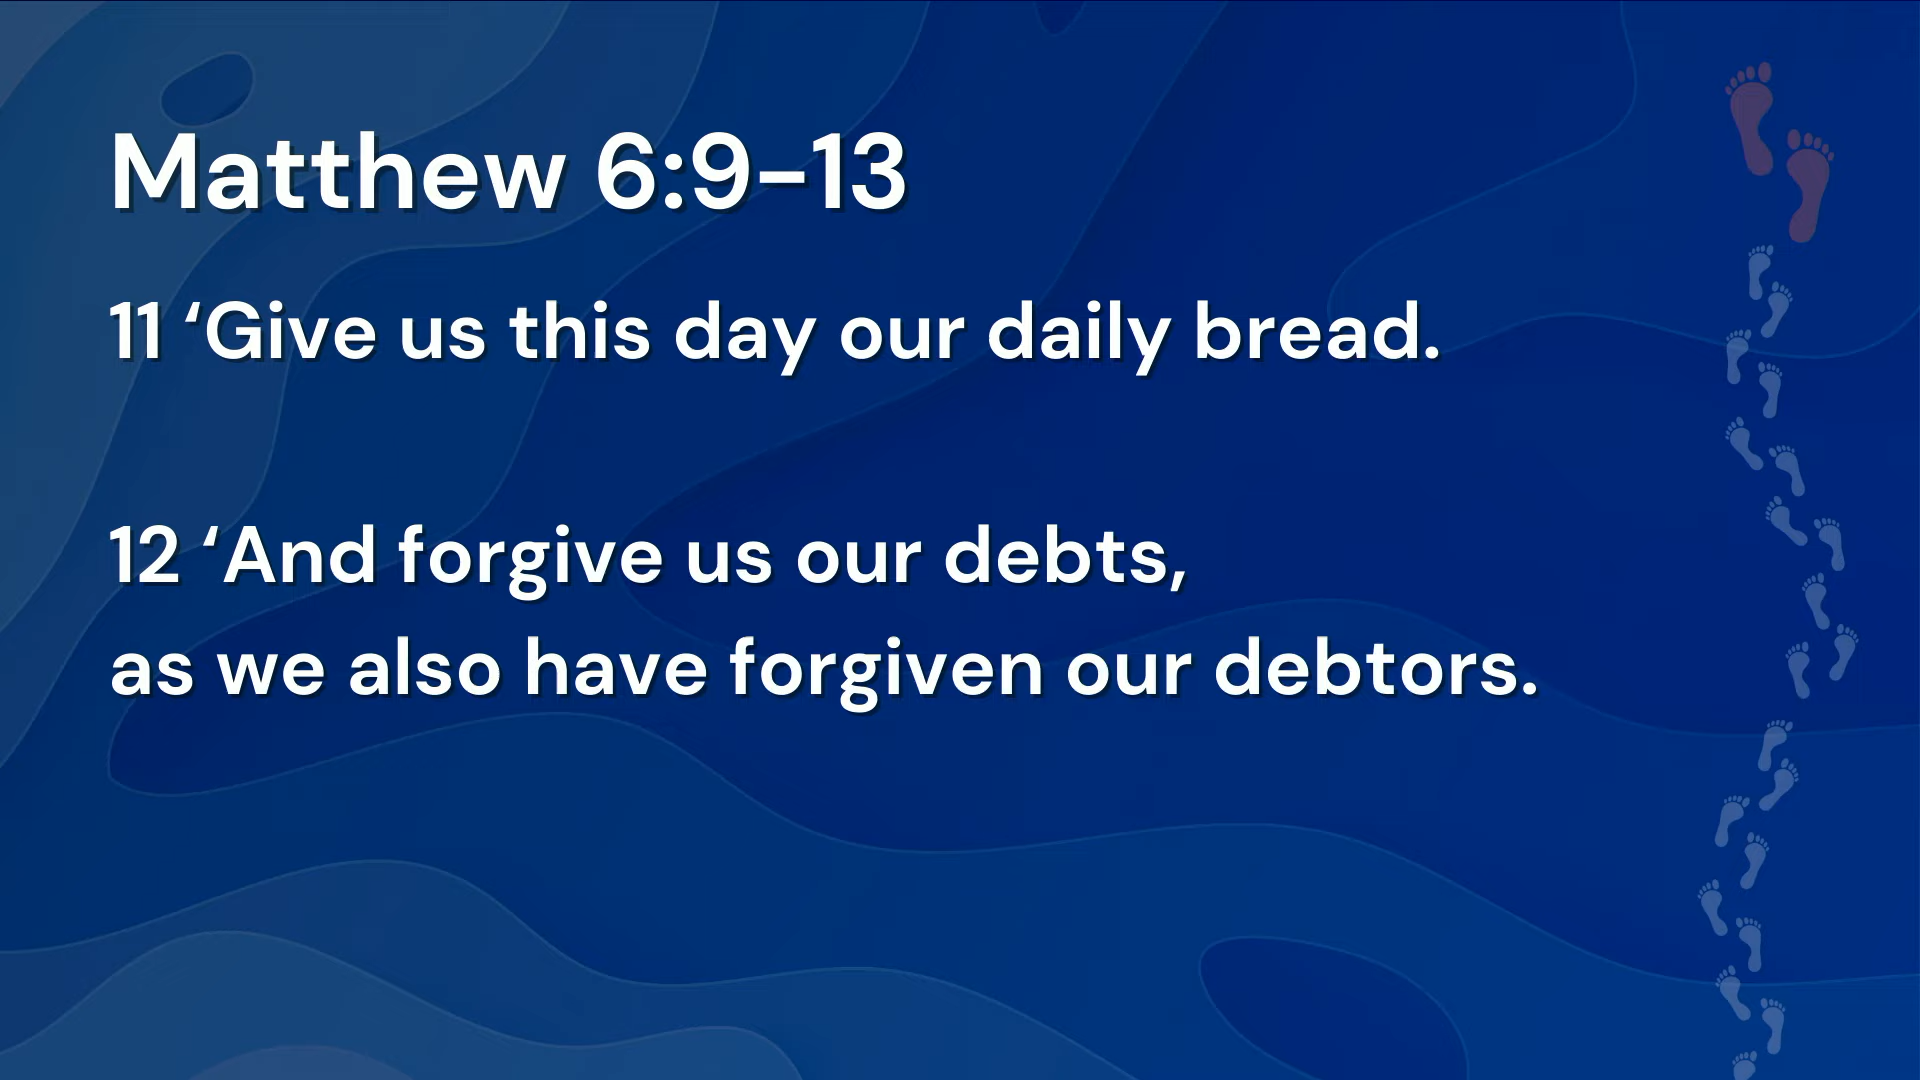 Matthew 6:9–13
11 ‘Give us this day our daily bread.
12 ‘And forgive us our debts,
as we also have forgiven our debtors.